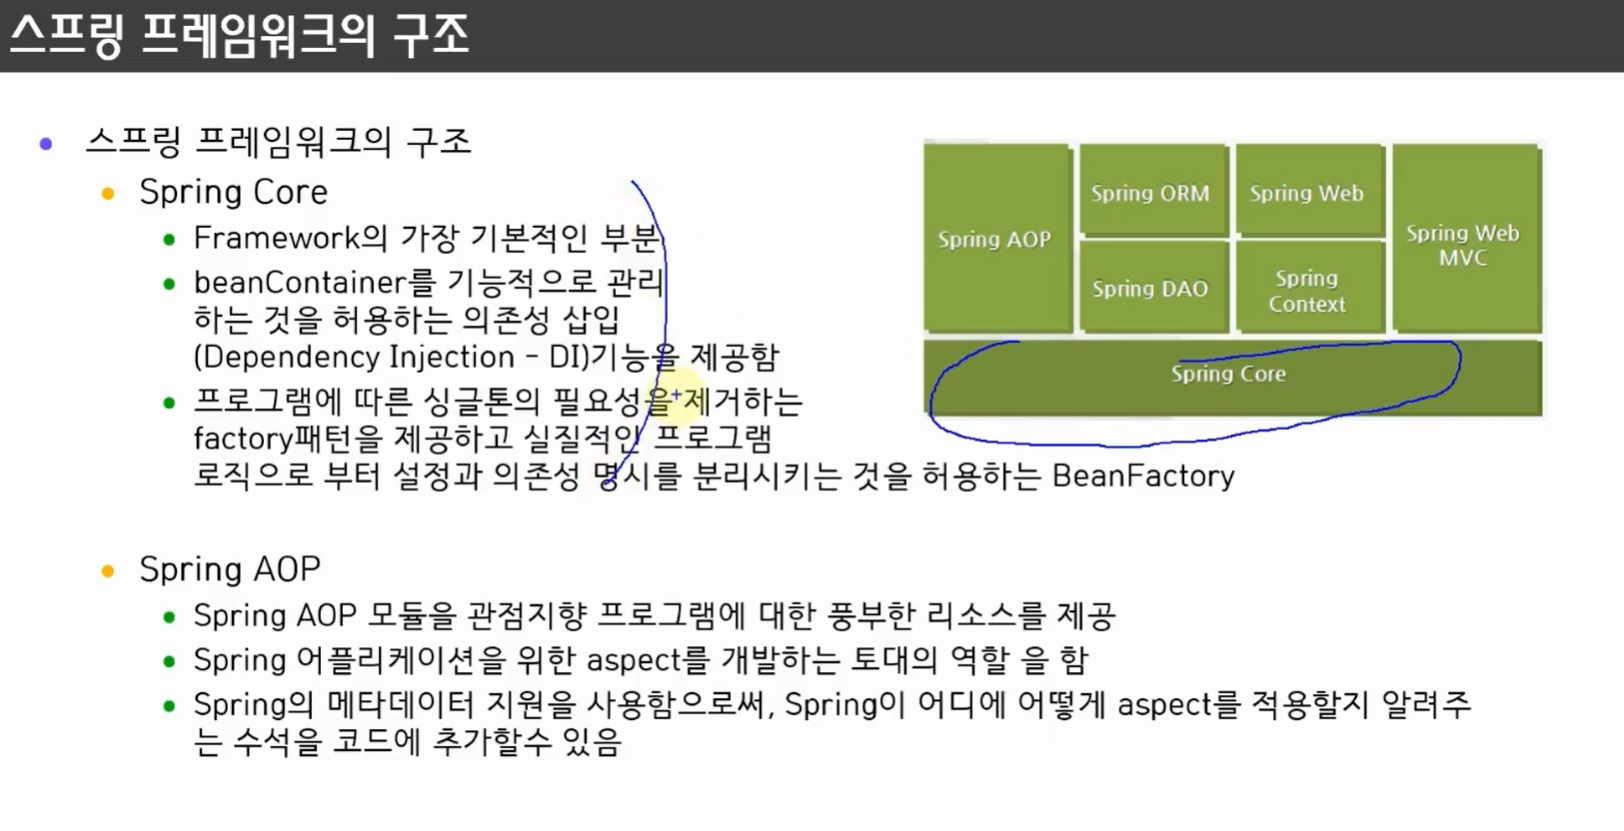 스프링 프레임워크의 구조
스프링 프레임워크의 구조
Spring Core
Framework의 가장 기본적인 부분
beanContainer를 기능적으로 관리
하는 것을 허용하는 의존성 삽입
(Dependency Injection - DI)기능을 제공함
프로그램에 따른 싱글톤의 필요성을 제거하는
factory패턴을 제공하고 실질적인 프로그램
로직으로 부터 설정과 의존성 명시를 분리시키는 것을 허용하는 BeanFactory
Spring AOP
Spring AOP 모듈을 관점지향 프로그램에 대한 풍부한 리소스를 제공
Spring 어플리케이션을 위한 aspect를 개발하는 토대의 역할 을 함
Spring의 메타데이터 지원을 사용함으로써, Spring이 어디에 어떻게 aspect를 적용할지 알려주
는 수석을 코드에 추가할수 있음
Spring AOP
Spring ORM
Spring Web
Spring Web
MVC
Spring DAO
Spring
Context
Spring Core